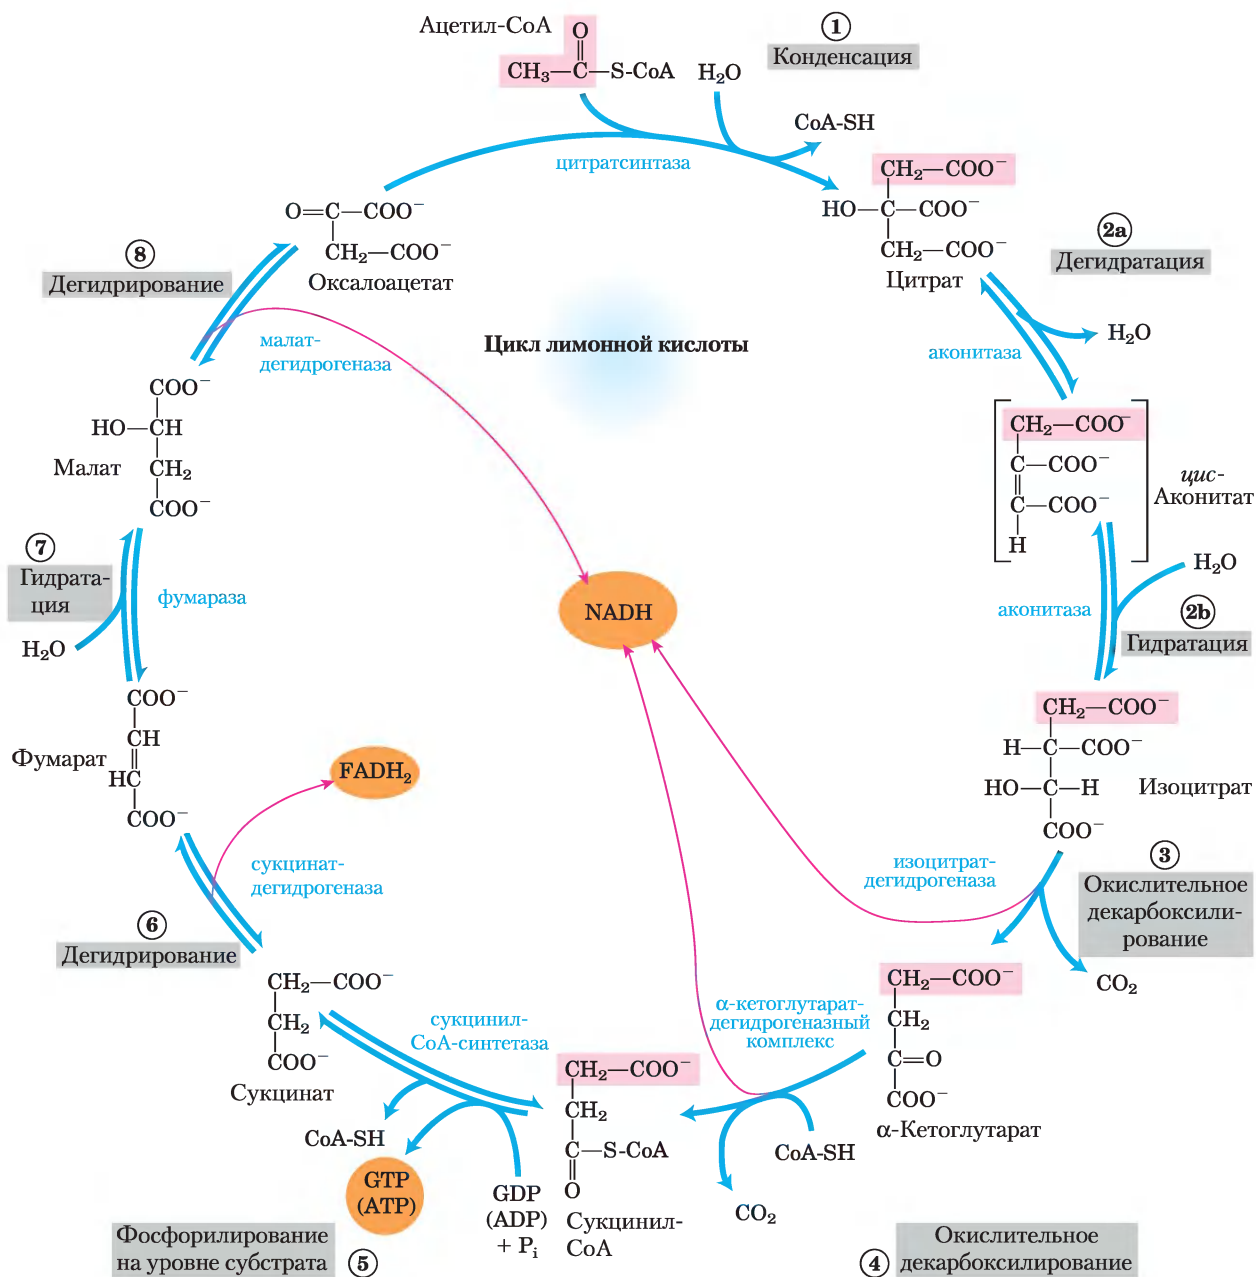 Ацетил-CoA
O
CH₃—C—S-CoA
H₂O
①
Конденсация
CoA-SH
цитратсинтаза
CH₂—COO⁻
HO—C—COO⁻
CH₂—COO⁻
Цитрат
2a
Дегидратация
H₂O
аконитаза
CH₂—COO⁻
C—COO⁻
C—COO⁻
H
цис-
Аконитат
H₂O
аконитаза
2b
Гидратация
CH₂—COO⁻
H—C—COO⁻
HO—C—H
COO⁻
Изоцитрат
③
Окислительное
декарбоксили-
рование
изоцитрат-
дегидрогеназа
CO₂
CH₂—COO⁻
CH₂
C=O
COO⁻
α-Кетоглутарат
α-кетоглутарат-
дегидрогеназный
комплекс
CoA-SH
CO₂
④
Окислительное
декарбоксилирование
CH₂—COO⁻
CH₂
C—S-CoA
O
Сукцинил-
CoA
сукцинил-
CoA-синтетаза
GDP
(ADP)
+ Pᵢ
GTP
(ATP)
CoA-SH
Фосфорилирование
на уровне субстрата
⑤
CH₂—COO⁻
CH₂
COO⁻
Сукцинат
⑥
Дегидрирование
сукцинат-
дегидрогеназа
FADH₂
COO⁻
CH
HC
COO⁻
Фумарат
⑦
Гидрата-
ция
фумараза
H₂O
COO⁻
HO—CH
CH₂
COO⁻
Малат
⑧
Дегидрирование
малат-
дегидрогеназа
O=C—COO⁻
CH₂—COO⁻
Оксалоацетат
Цикл лимонной кислоты
NADH